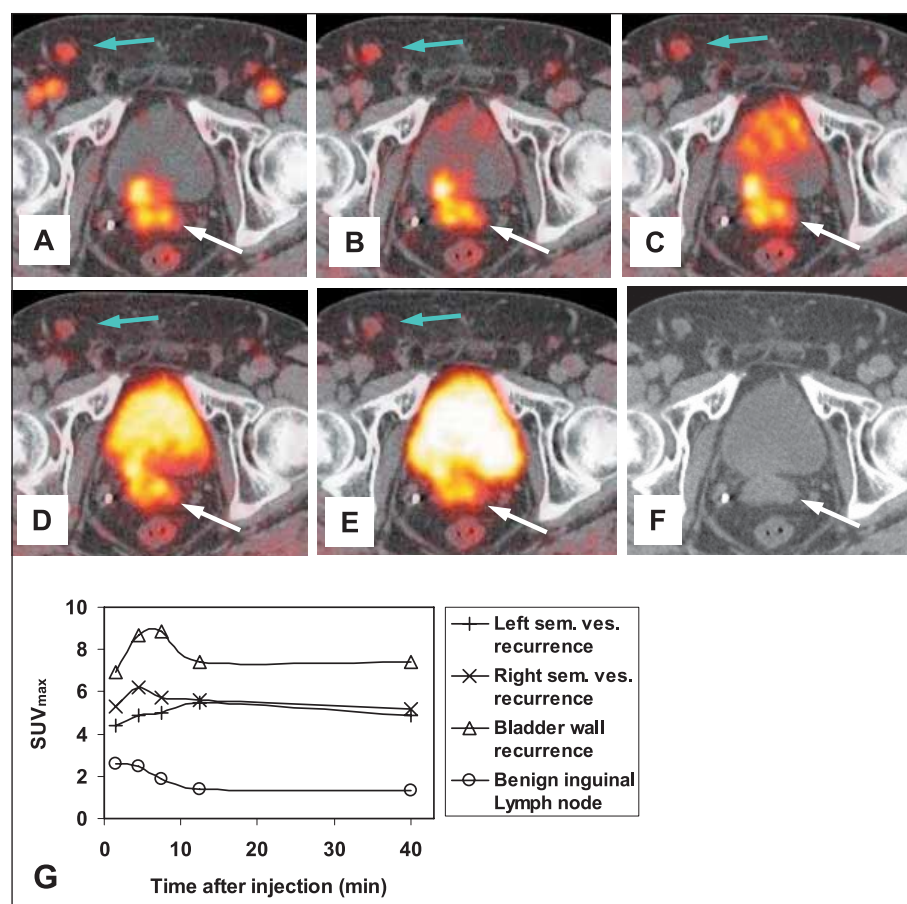 A
B
C
D
E
F
10
8
6
4
2
0
SUVmax
0
10
20
30
40
Time after injection (min)
Left sem. ves.
recurrence
Right sem. ves.
recurrence
Bladder wall
recurrence
Benign inguinal
Lymph node
G